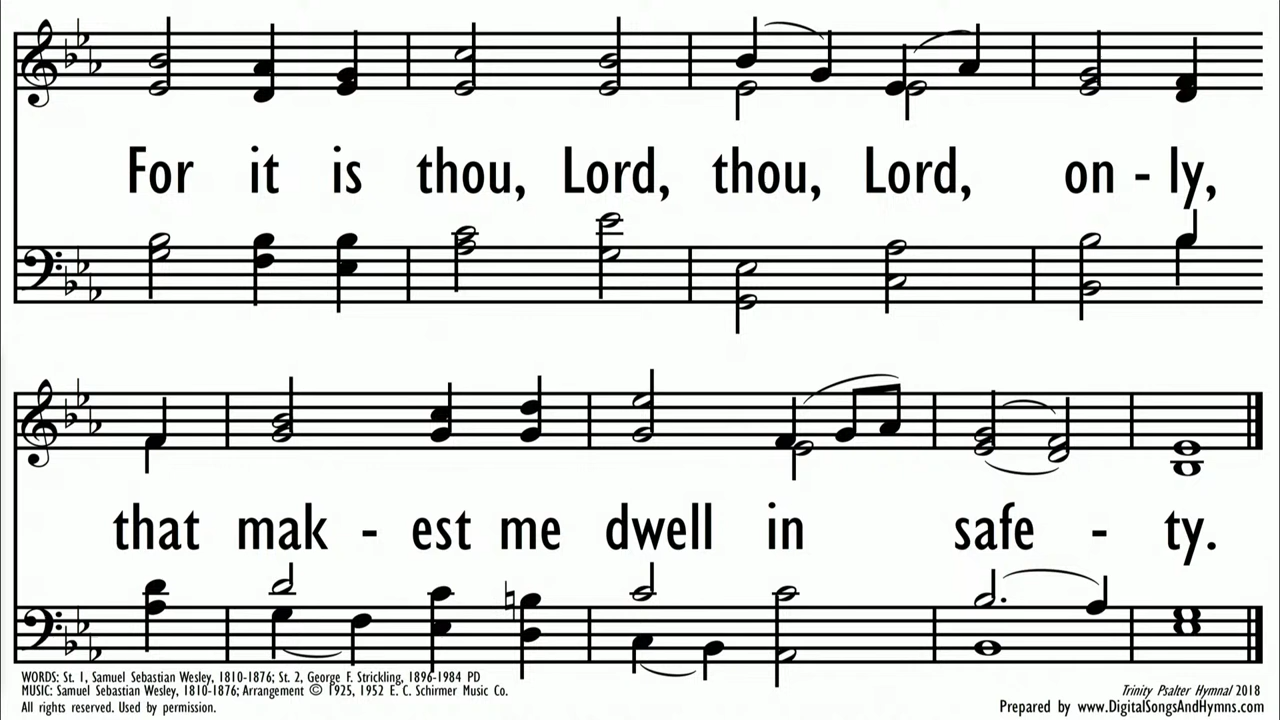 For it is thou, Lord, thou, Lord, on - ly,
that mak - est me dwell in safe - ty.
WORDS: St. 1, Samuel Sebastian Wesley, 1810-1876; St. 2, George F. Strickling, 1896-1984 PD
MUSIC: Samuel Sebastian Wesley, 1810-1876; Arrangement © 1925, 1952 E. C. Schirmer Music Co.
All rights reserved. Used by permission.
Trinity Psalter Hymnal 2018
Prepared by www.DigitalSongsAndHymns.com